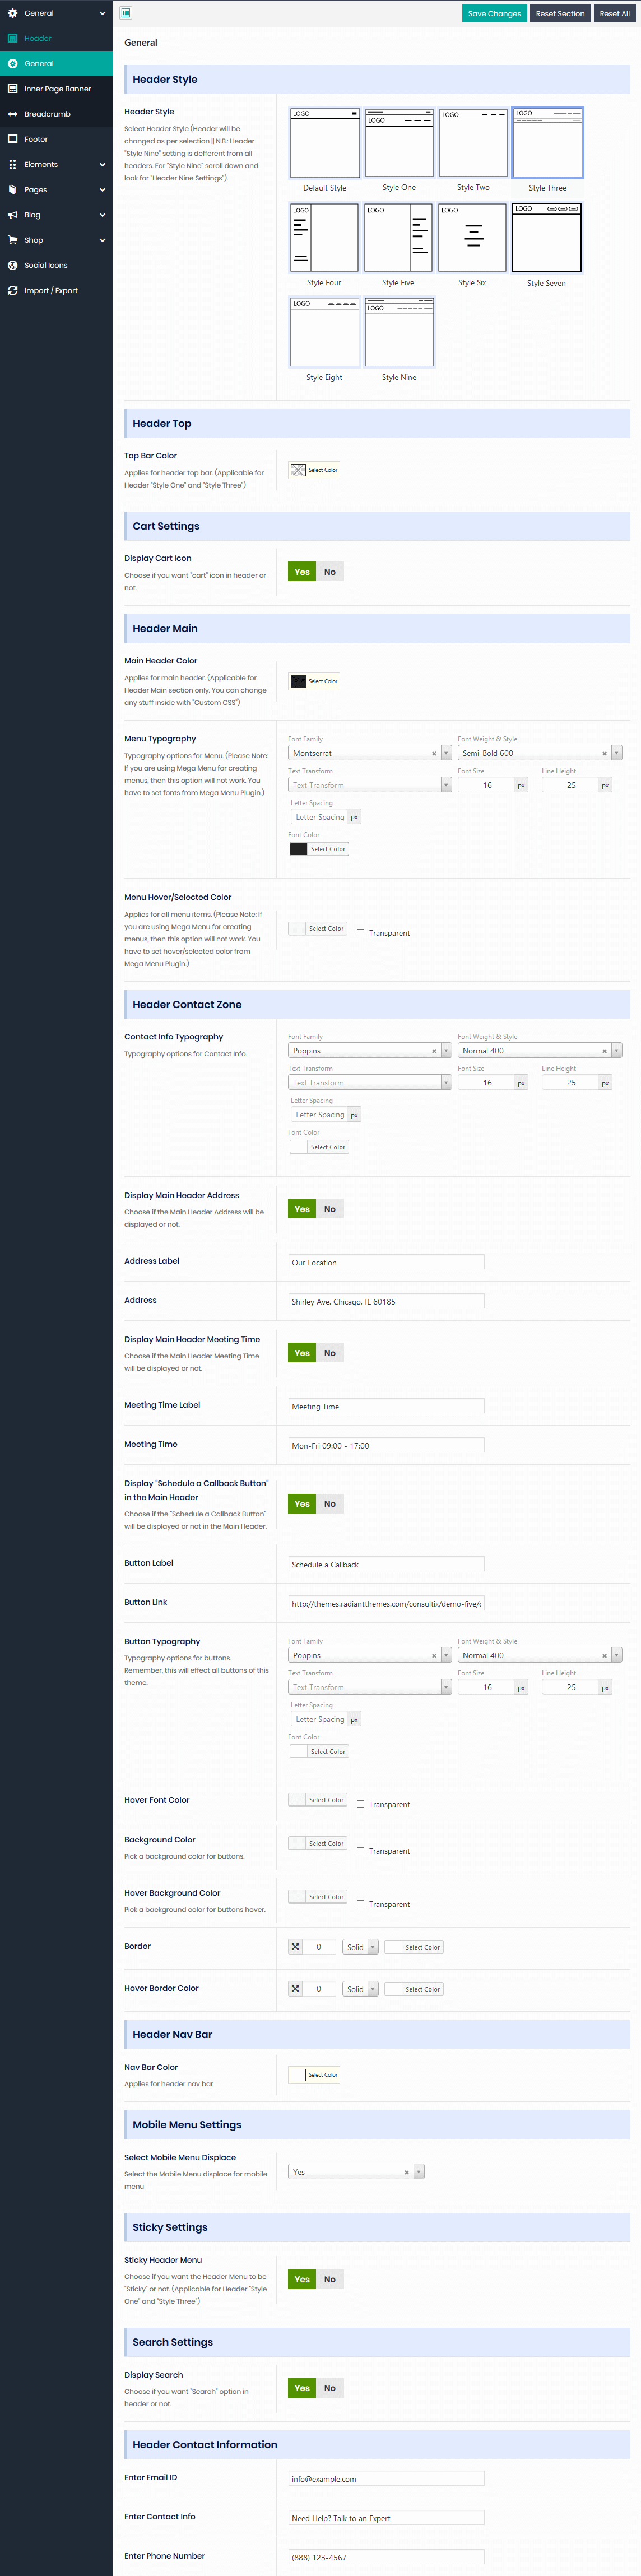 General
Header
General
Inner Page Banner
Breadcrumb
Footer
Elements
Pages
Blog
Shop
Social Icons
Import / Export
Save Changes
Reset Section
Reset All
General
Header Style
Header Style
Select Header Style (Header will be
changed as per selection || N.B.: Header
"Style Nine" setting is defferent from all
headers. For "Style Nine" scroll down and
look for "Header Nine Settings").
LOGO
LOGO
LOGO
LOGO
Default Style
Style One
Style Two
Style Three
LOGO
LOGO
LOGO
LOGO
Style Four
Style Five
Style Six
Style Seven
LOGO
LOGO
Style Eight
Style Nine
Header Top
Top Bar Color
Applies for header top bar. (Applicable for
Header "Style One" and "Style Three")
Select Color
Cart Settings
Display Cart Icon
Choose if you want "cart" icon in header or
not.
Yes No
Header Main
Main Header Color
Applies for main header. (Applicable for
Header Main section only. You can change
any stuff inside with "Custom CSS")
Select Color
Menu Typography
Typography options for Menu. (Please Note:
If you are using Mega Menu for creating
menus, then this option will not work. You
have to set fonts from Mega Menu Plugin.)
Font Family
Font Weight & Style
Montserrat
Semi-Bold 600
Text Transform
Font Size
Line Height
Text Transform
16 px
25 px
Letter Spacing
Letter Spacing px
Font Color
Select Color
Menu Hover/Selected Color
Applies for all menu items. (Please Note: If
you are using Mega Menu for creating
menus, then this option will not work. You
have to set hover/selected color from
Mega Menu Plugin.)
Select Color
Transparent
Header Contact Zone
Contact Info Typography
Typography options for Contact Info.
Font Family
Font Weight & Style
Poppins
Normal 400
Text Transform
Font Size
Line Height
Text Transform
16 px
25 px
Letter Spacing
Letter Spacing px
Font Color
Select Color
Display Main Header Address
Choose if the Main Header Address will be
displayed or not.
Yes No
Address Label
Our Location
Address
Shirley Ave. Chicago, IL 60185
Display Main Header Meeting Time
Choose if the Main Header Meeting Time
will be displayed or not.
Yes No
Meeting Time Label
Meeting Time
Meeting Time
Mon-Fri 09:00 - 17:00
Display "Schedule a Callback Button"
in the Main Header
Choose if the "Schedule a Callback Button"
will be displayed or not in the Main Header.
Yes No
Button Label
Schedule a Callback
Button Link
http://themes.radiantthemes.com/consultix/demo-five/c
Button Typography
Typography options for buttons.
Remember, this will effect all buttons of this
theme.
Font Family
Font Weight & Style
Poppins
Normal 400
Text Transform
Font Size
Line Height
Text Transform
16 px
25 px
Letter Spacing
Letter Spacing px
Font Color
Select Color
Hover Font Color
Select Color
Transparent
Background Color
Pick a background color for buttons.
Select Color
Transparent
Hover Background Color
Pick a background color for buttons hover.
Select Color
Transparent
Border
0
Solid
Select Color
Hover Border Color
0
Solid
Select Color
Header Nav Bar
Nav Bar Color
Applies for header nav bar
Select Color
Mobile Menu Settings
Select Mobile Menu Displace
Select the Mobile Menu displace for mobile
menu
Yes
Sticky Settings
Sticky Header Menu
Choose if you want the Header Menu to be
"Sticky" or not. (Applicable for Header "Style
One" and "Style Three")
Yes No
Search Settings
Display Search
Choose if you want "Search" option in
header or not.
Yes No
Header Contact Information
Enter Email ID
info@example.com
Enter Contact Info
Need Help? Talk to an Expert
Enter Phone Number
(888) 123-4567